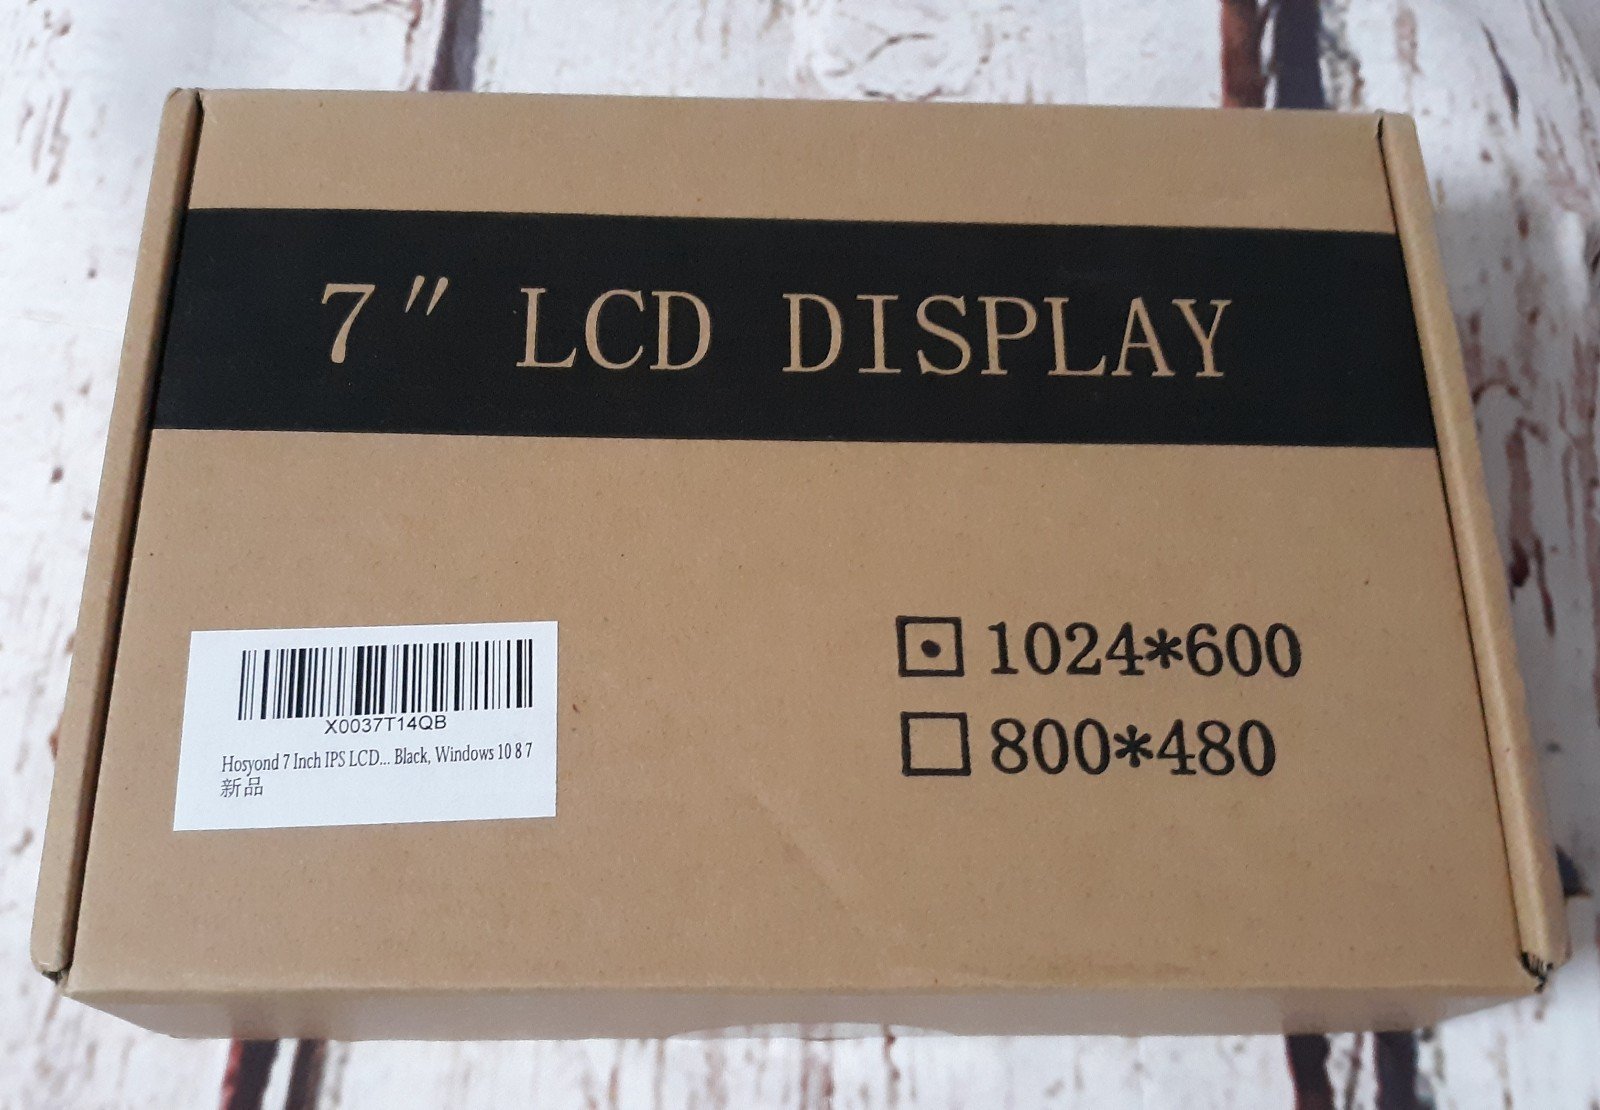 7" LCD DISPLAY
1024*600
800*480
X0037T14QB
Hosyond 7 Inch IPS LCD... Black, Windows 10 8 7
新品